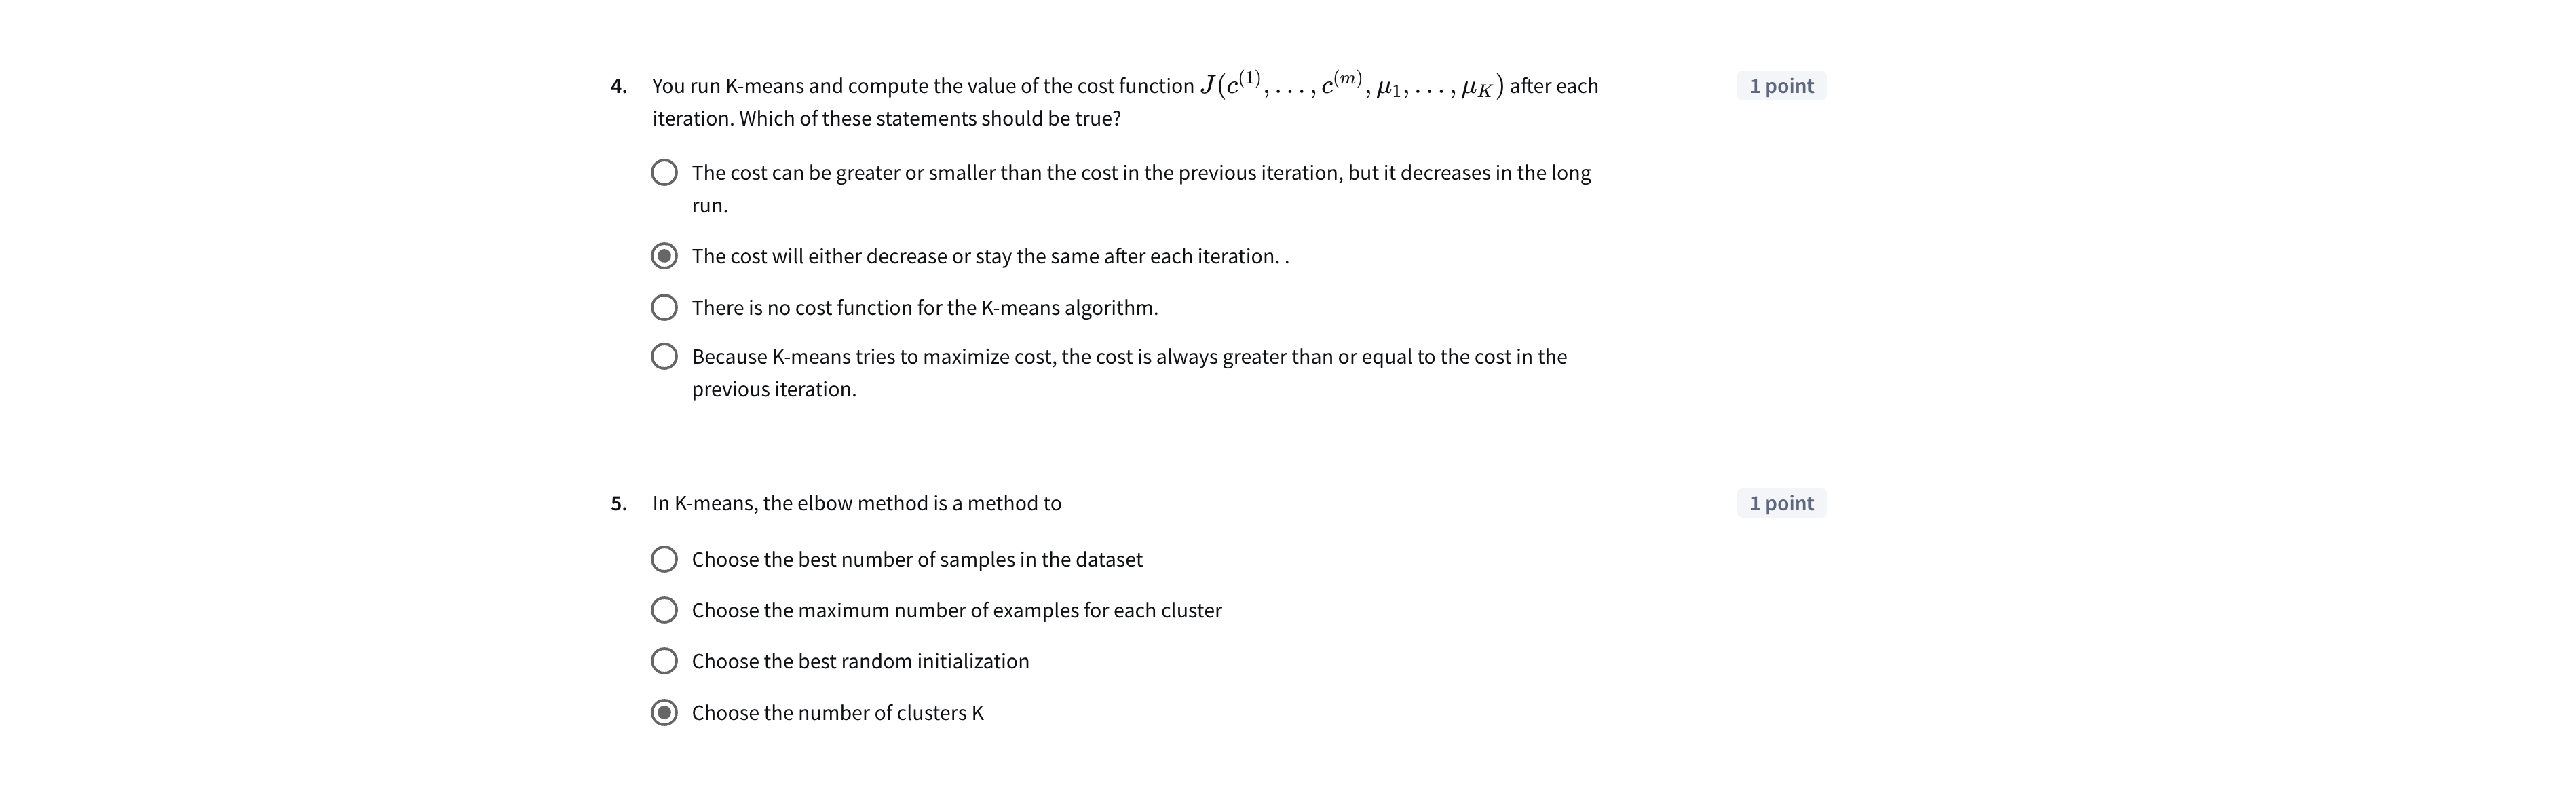 4. You run K-means and compute the value of the cost function J(c^{(1)}, ..., c^{(m)}, μ_1, ..., μ_K) after each 1 point
iteration. Which of these statements should be true?
The cost can be greater or smaller than the cost in the previous iteration, but it decreases in the long
run.
The cost will either decrease or stay the same after each iteration. .
There is no cost function for the K-means algorithm.
Because K-means tries to maximize cost, the cost is always greater than or equal to the cost in the
previous iteration.
5. In K-means, the elbow method is a method to 1 point
Choose the best number of samples in the dataset
Choose the maximum number of examples for each cluster
Choose the best random initialization
Choose the number of clusters K